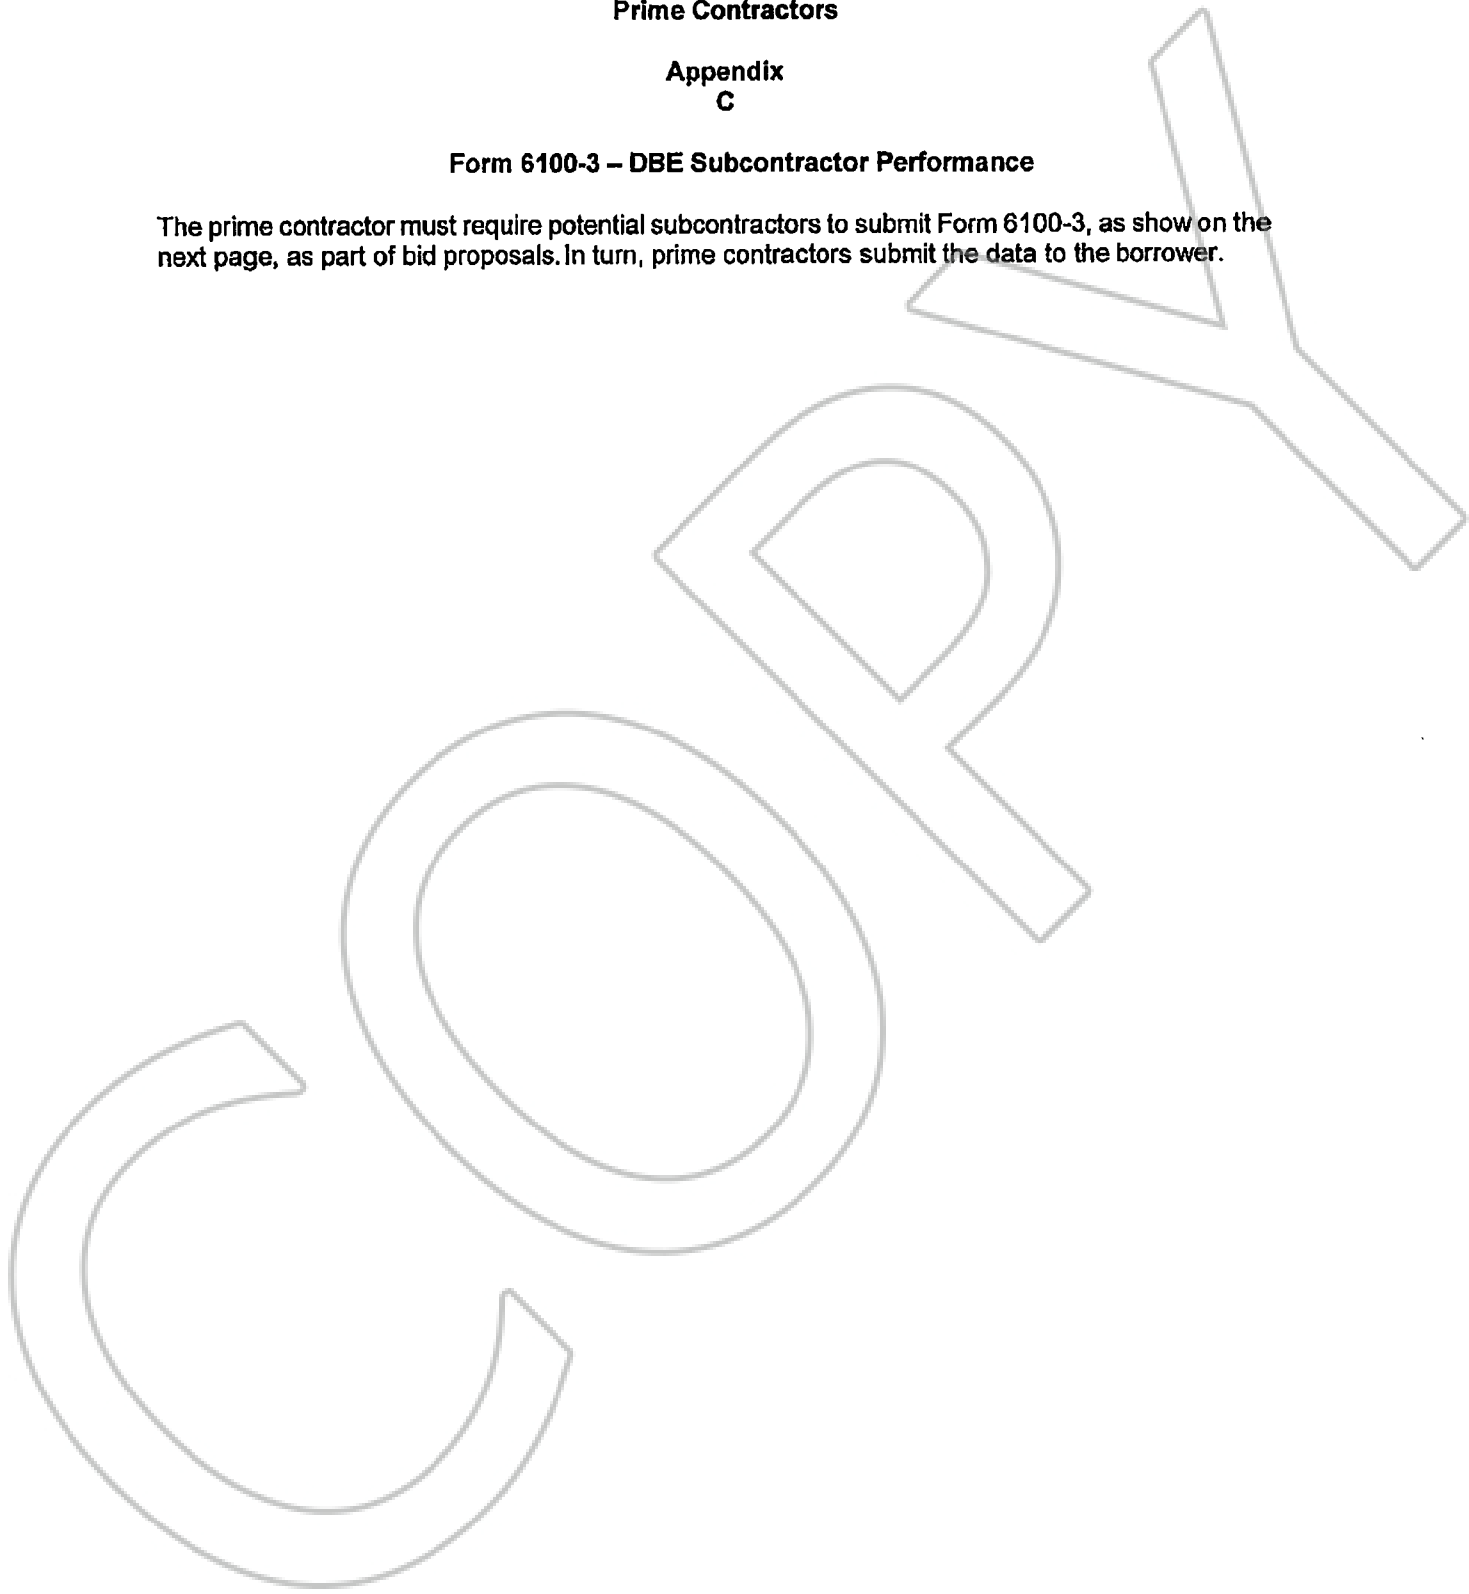 Prime Contractors
Appendix
C
Form 6100-3 – DBE Subcontractor Performance
The prime contractor must require potential subcontractors to submit Form 6100-3, as show on the
next page, as part of bid proposals. In turn, prime contractors submit the data to the borrower.
COPY